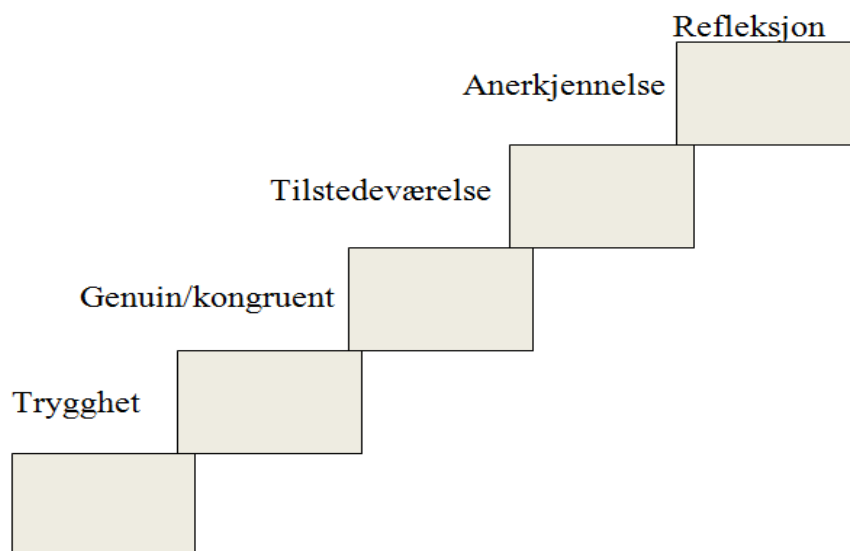 Refleksjon
Anerkjennelse
Tilstedeværelse
Genuin/kongruent
Trygghet